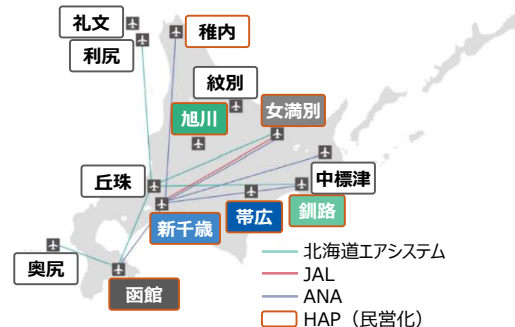 礼文
稚内
利尻
紋別
女満別
旭川
丘珠
中標津
新千歳
帯広
釧路
奥尻
函館
北海道エアシステム
JAL
ANA
HAP（民営化）